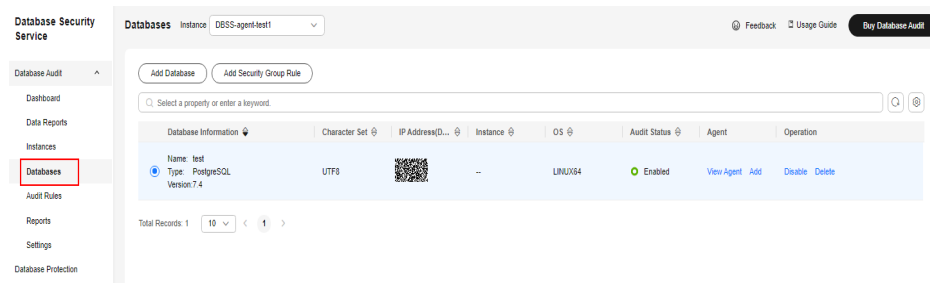 Database Security
Service
Databases Instance DBSS-agent-test1
Feedback Usage Guide Buy Database Audit
Database Audit
Dashboard
Data Reports
Instances
Databases
Audit Rules
Reports
Settings
Database Protection
Add Database Add Security Group Rule
Select a property or enter a keyword.
Database Information Character Set IP Address(D... Instance OS Audit Status Agent Operation
Name: test
Type: PostgreSQL UTF8 -- LINUX64 Enabled View Agent Add Disable Delete
Version:7.4
Total Records: 1 10 < 1 >